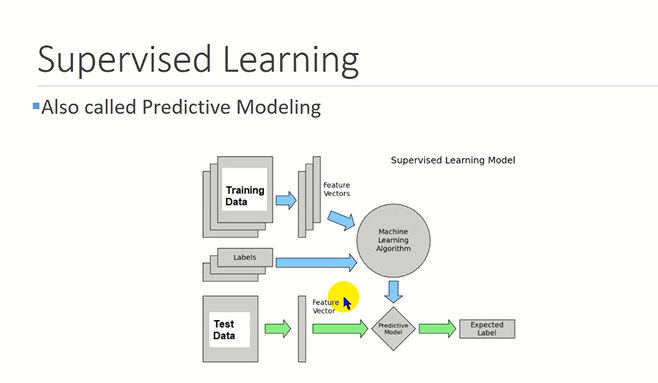 Supervised Learning
▪Also called Predictive Modeling
Supervised Learning Model
Training
Data
Feature
Vectors
Machine
Learning
Algorithm
Labels
Test
Data
Feature
Vector
Predictive
Model
Expected
Label